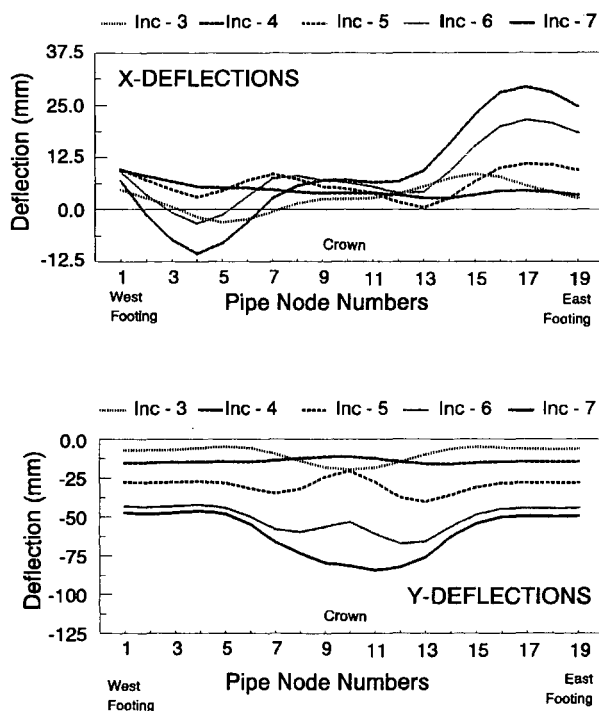 Inc - 3 Inc - 4 Inc - 5 Inc - 6 Inc - 7
37.5
25.0
12.5
0.0
-12.5
Deflection (mm)
X-DEFLECTIONS
Crown
1 3 5 7 9 11 13 15 17 19
West Footing
Pipe Node Numbers
East Footing
Inc - 3 Inc - 4 Inc - 5 Inc - 6 Inc - 7
0.0
-25
-50
-75
-100
-125
Deflection (mm)
Y-DEFLECTIONS
Crown
1 3 5 7 9 11 13 15 17 19
West Footing
Pipe Node Numbers
East Footing